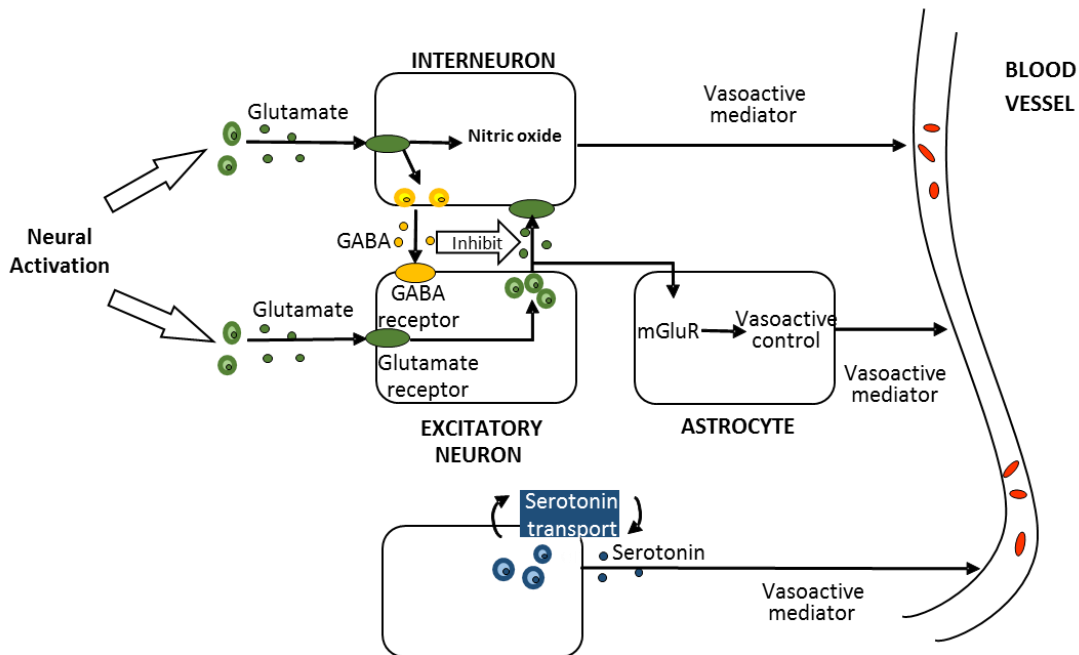 INTERNEURON
BLOOD
VESSEL
Glutamate
Nitric oxide
Vasoactive
mediator
Neural
Activation
GABA
Inhibit
GABA
receptor
Glutamate
Glutamate
receptor
mGluR
Vasoactive
control
Vasoactive
mediator
EXCITATORY
NEURON
ASTROCYTE
Serotonin
transport
Serotonin
Vasoactive
mediator